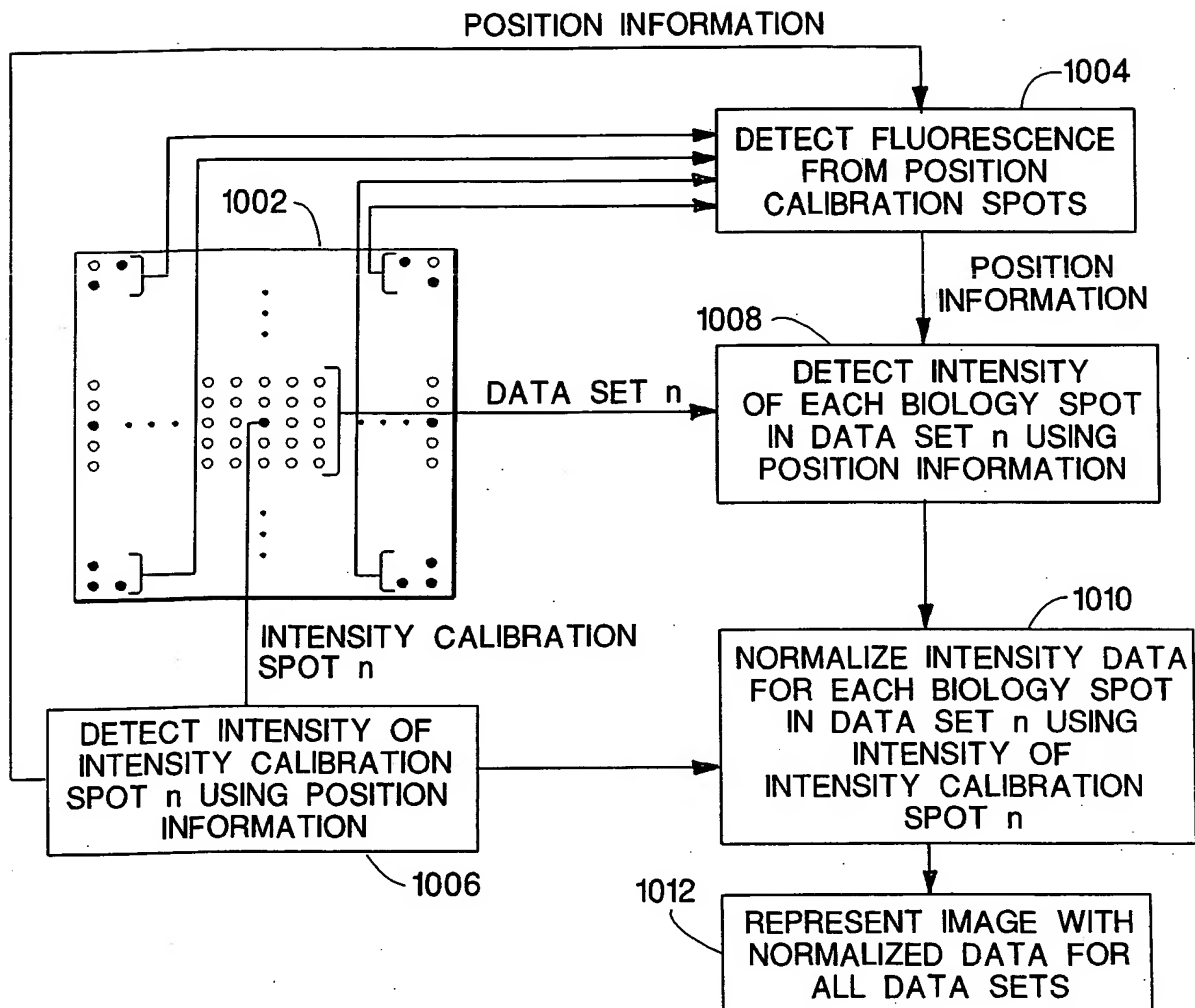 POSITION INFORMATION
1004
DETECT FLUORESCENCE
FROM POSITION
CALIBRATION SPOTS
1002
POSITION
INFORMATION
1008
DETECT INTENSITY
OF EACH BIOLOGY SPOT
IN DATA SET n USING
POSITION INFORMATION
DATA SET n
INTENSITY CALIBRATION
SPOT n
1010
NORMALIZE INTENSITY DATA
FOR EACH BIOLOGY SPOT
IN DATA SET n USING
INTENSITY OF
INTENSITY CALIBRATION
SPOT n
DETECT INTENSITY OF
INTENSITY CALIBRATION
SPOT n USING POSITION
INFORMATION
1006
1012
REPRESENT IMAGE WITH
NORMALIZED DATA FOR
ALL DATA SETS